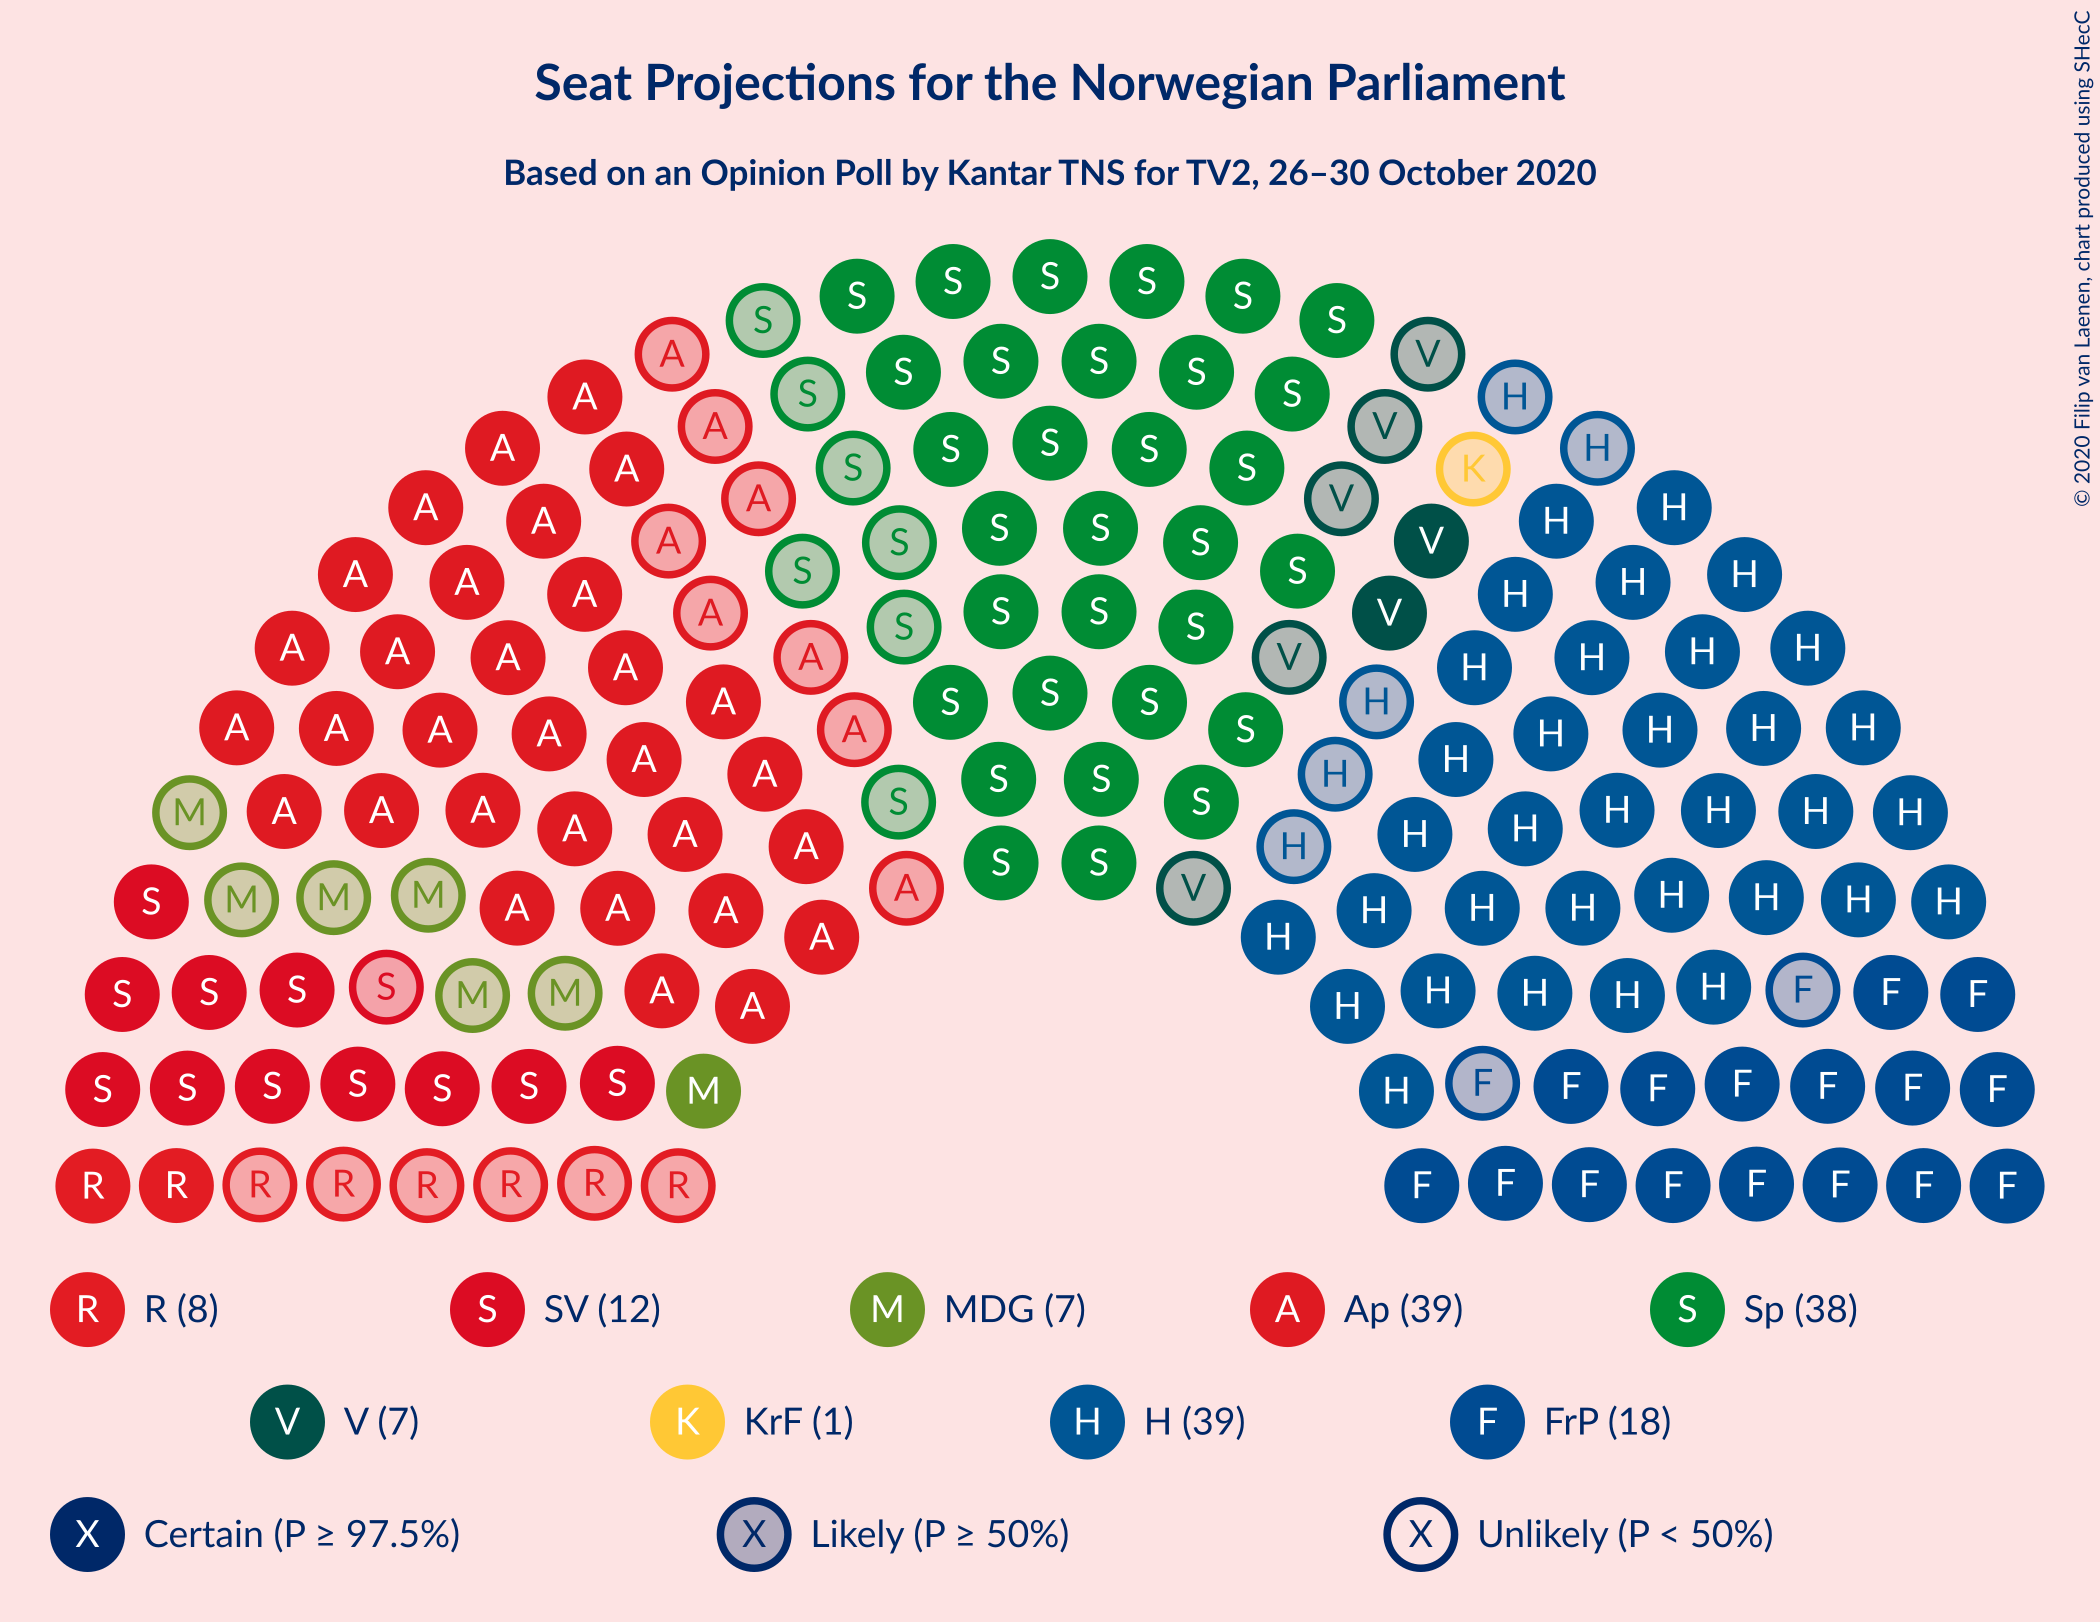 Seat Projections for the Norwegian Parliament
Based on an Opinion Poll by Kantar TNS for TV2, 26–30 October 2020
© 2020 Filip van Laenen, chart produced using SHecC
S S S S S S S
A V
S S S S S
A S H
A V
A S S S S S H
A A K
A A V
A A S S S S S H H
A A V H
A S S H
A A S S S V H H
A A A A V H H H
A A S S S H H H
A A A A S H H H H
A A A A S S S S H H H H
M A A A A A A S S S S H H H H H H H
S M M M A A A A A S S V H H H H H H H H
S S S S M M A A H H H H H F F F
S S S S S S S M H F F F F F F F
R R R R R R R R F F F F F F F F
R R (8) S SV (12) M MDG (7) A Ap (39) S Sp (38)
V V (7) K KrF (1) H H (39) F FrP (18)
X Certain (P ≥ 97.5%) X Likely (P ≥ 50%) X Unlikely (P < 50%)